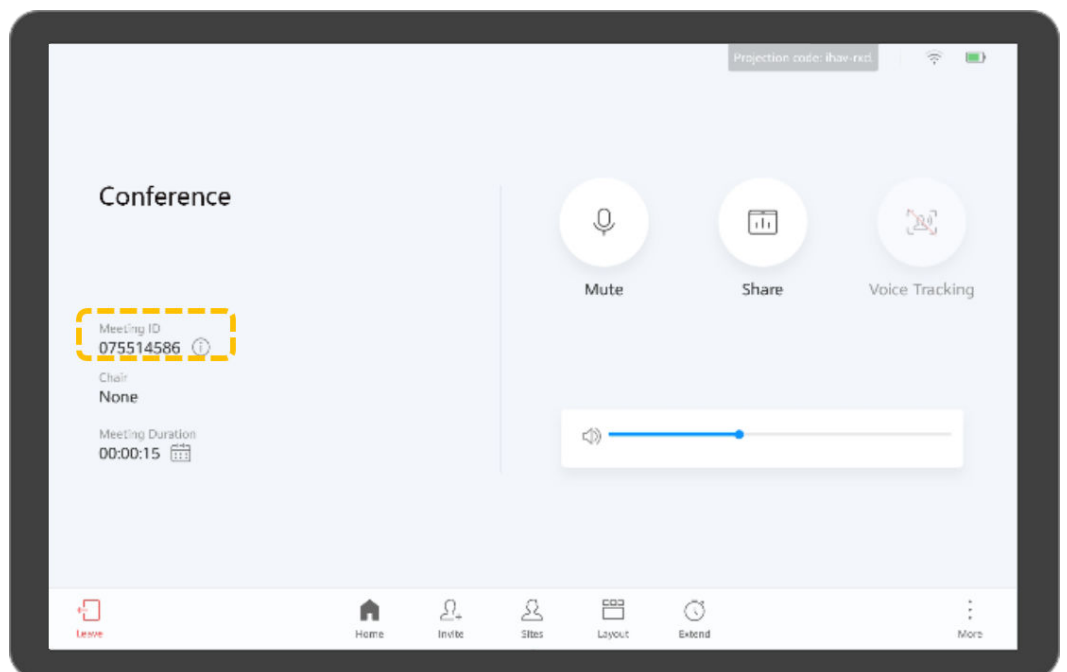 Projection code: ihav-rxcl
Conference
Mute
Share
Voice Tracking
Meeting ID
075514586
Chair
None
Meeting Duration
00:00:15
Leave
Home
Invite
Sites
Layout
Extend
More